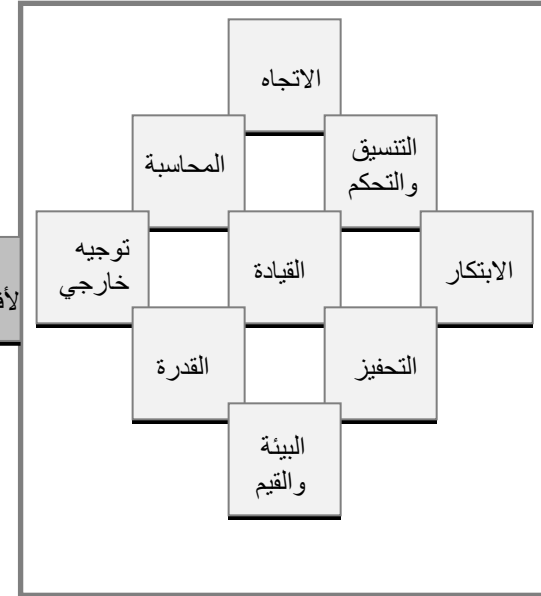 الاتجاه
التنسيق
والتحكم
المحاسبة
الابتكار
القيادة
توجيه
خارجي
التحفيز
القدرة
البيئة
والقيم